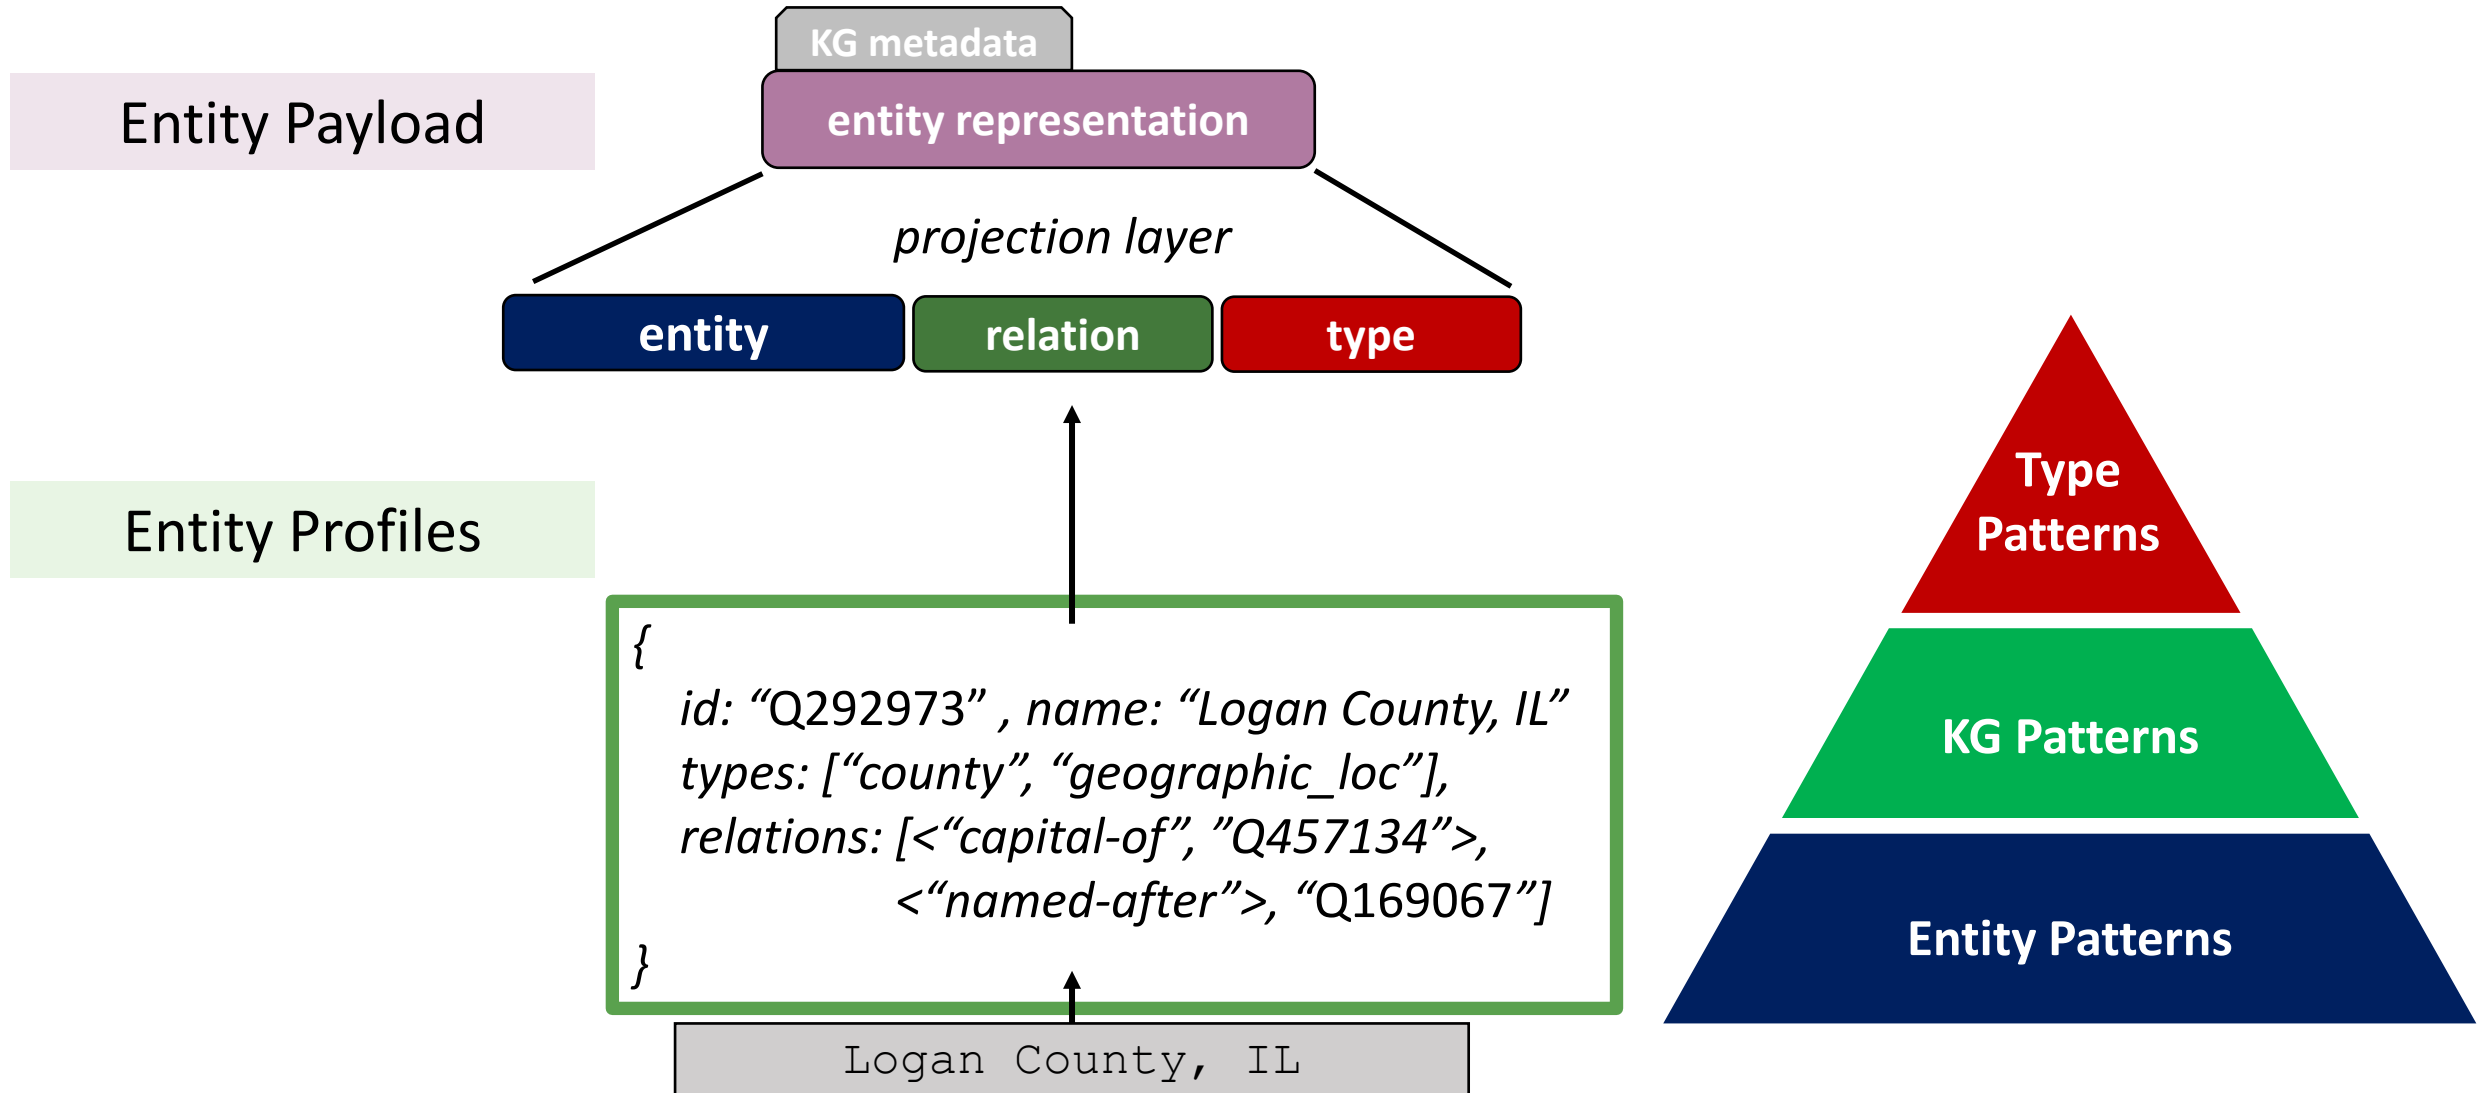 KG metadata
Entity Payload
entity representation
projection layer
entity
relation
type
Type
Patterns
Entity Profiles
{
id: “Q292973” , name: “Logan County, IL”
types: [“county”, “geographic_loc”],
relations: [<“capital-of”, ”Q457134”>,
<“named-after”>, “Q169067”]
}
KG Patterns
Entity Patterns
Logan County, IL